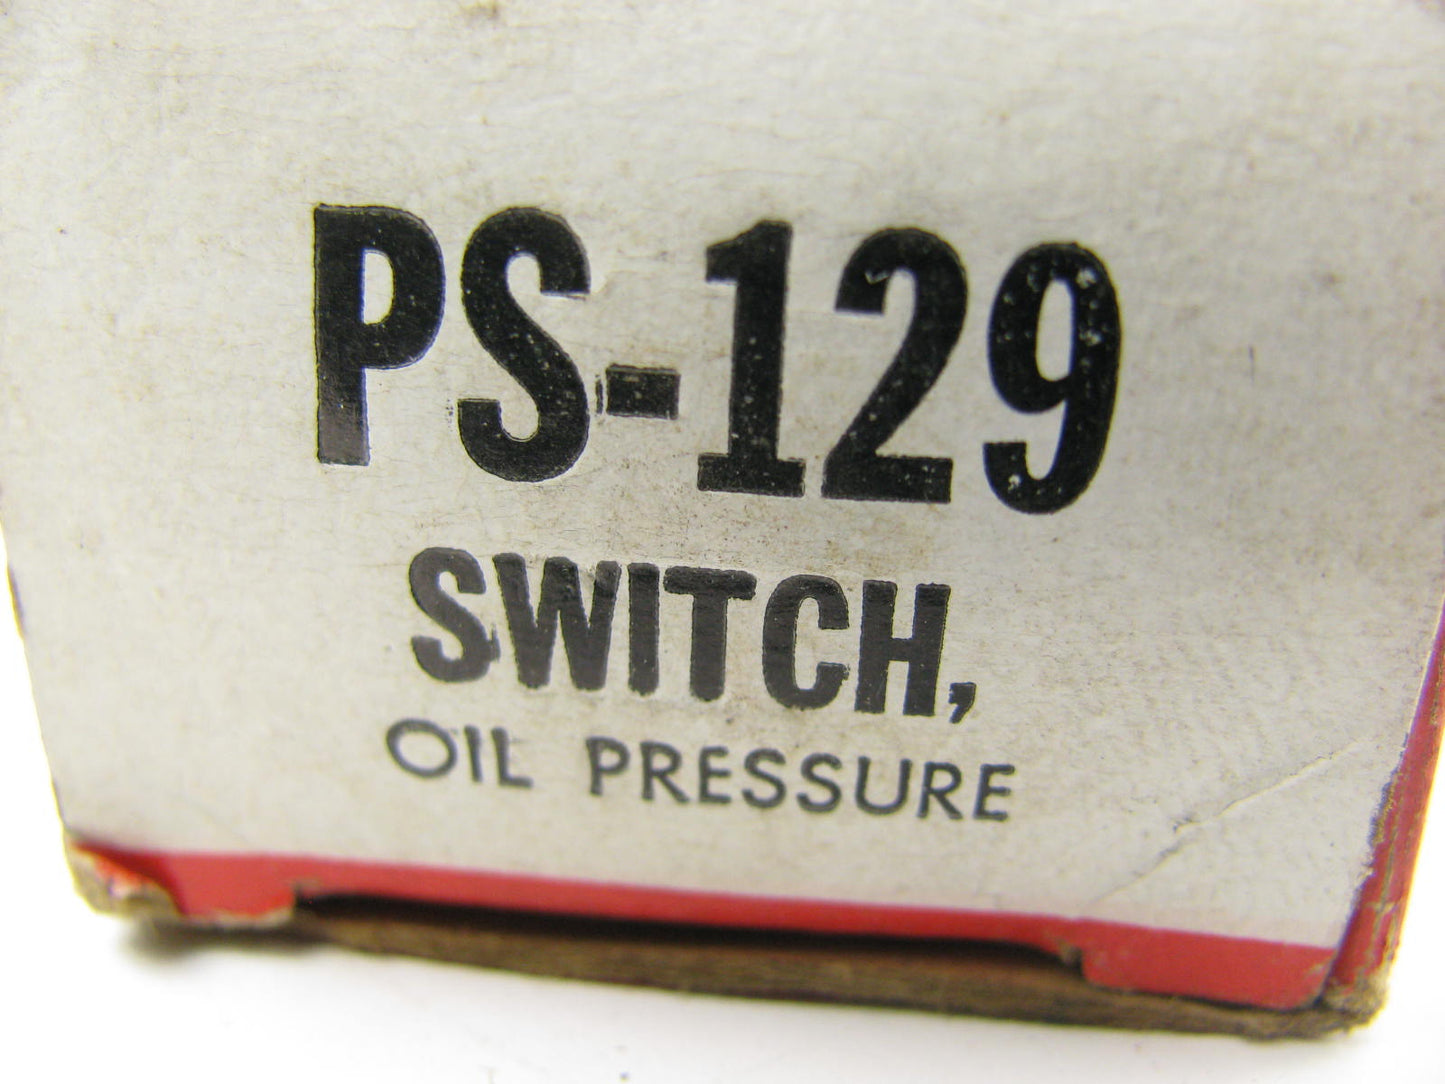 PS-129
SWITCH,
OIL PRESSURE